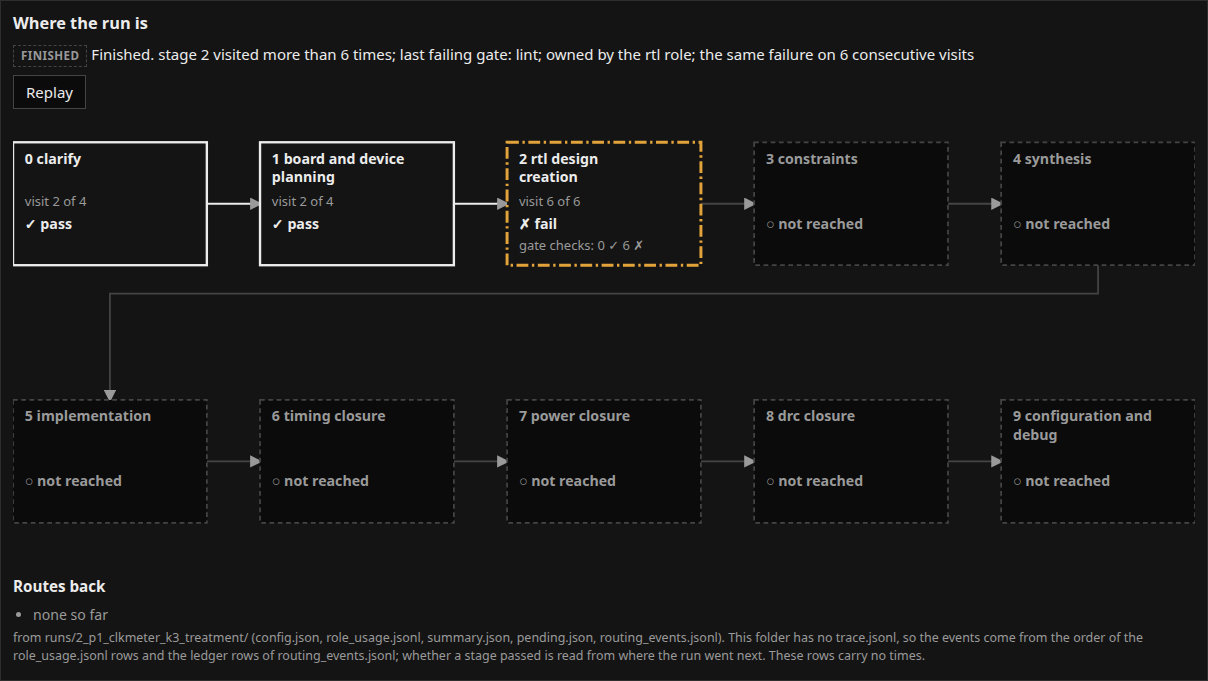 Where the run is
FINISHED Finished. stage 2 visited more than 6 times; last failing gate: lint; owned by the rtl role; the same failure on 6 consecutive visits
Replay
0 clarify
visit 2 of 4
✓ pass
1 board and device
planning
visit 2 of 4
✓ pass
2 rtl design
creation
visit 6 of 6
✗ fail
gate checks: 0 ✓ 6 ✗
3 constraints
○ not reached
4 synthesis
○ not reached
5 implementation
○ not reached
6 timing closure
○ not reached
7 power closure
○ not reached
8 drc closure
○ not reached
9 configuration and
debug
○ not reached
Routes back
• none so far
from runs/2_p1_clkmeter_k3_treatment/ (config.json, role_usage.jsonl, summary.json, pending.json, routing_events.jsonl). This folder has no trace.jsonl, so the events come from the order of the
role_usage.jsonl rows and the ledger rows of routing_events.jsonl; whether a stage passed is read from where the run went next. These rows carry no times.